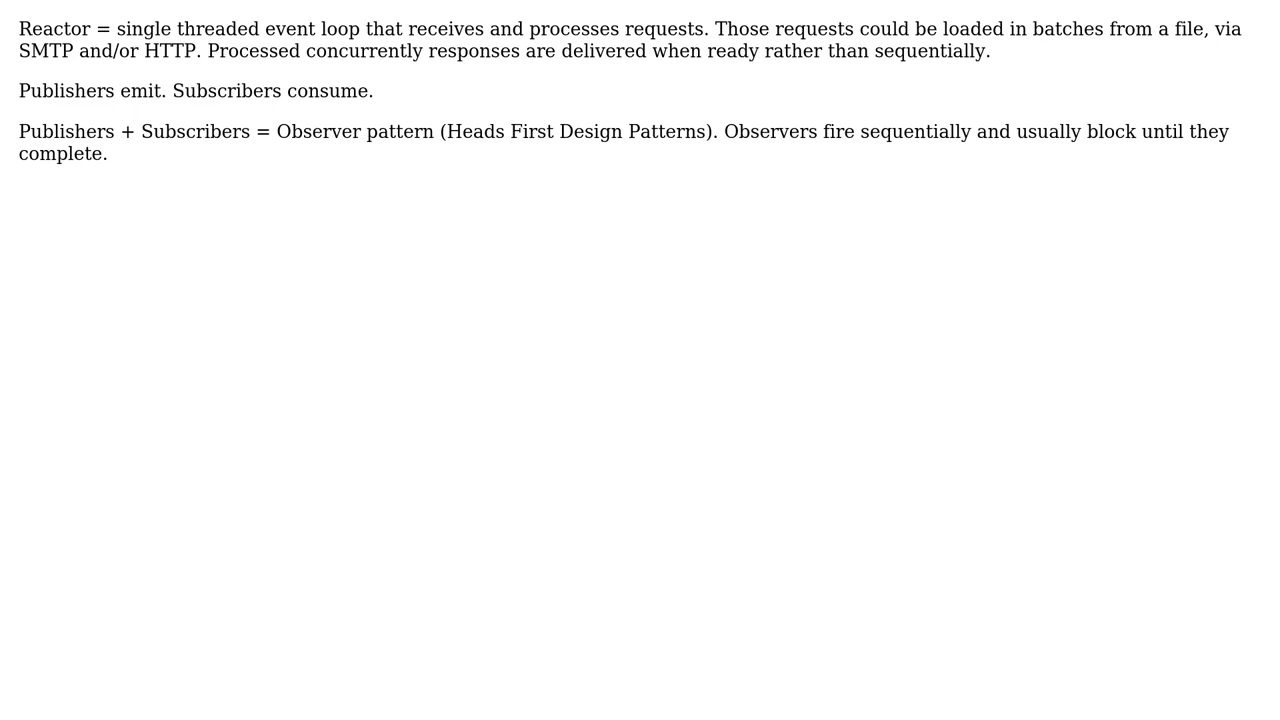 Reactor = single threaded event loop that receives and processes requests. Those requests could be loaded in batches from a file, via
SMTP and/or HTTP. Processed concurrently responses are delivered when ready rather than sequentially.
Publishers emit. Subscribers consume.
Publishers + Subscribers = Observer pattern (Heads First Design Patterns). Observers fire sequentially and usually block until they
complete.